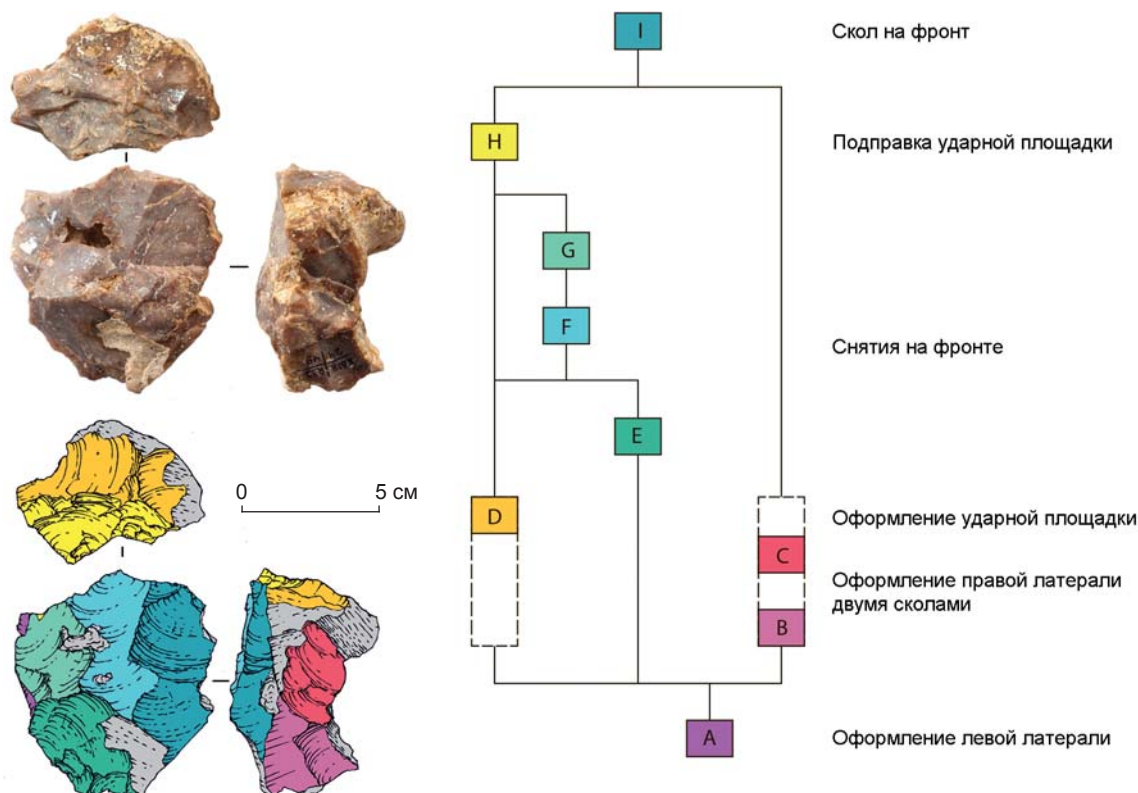 I
Скол на фронт
H
Подправка ударной площадки
G
F
Снятия на фронте
E
0 5 см
D
Оформление ударной площадки
C
Оформление правой латерали
двумя сколами
B
A
Оформление левой латерали